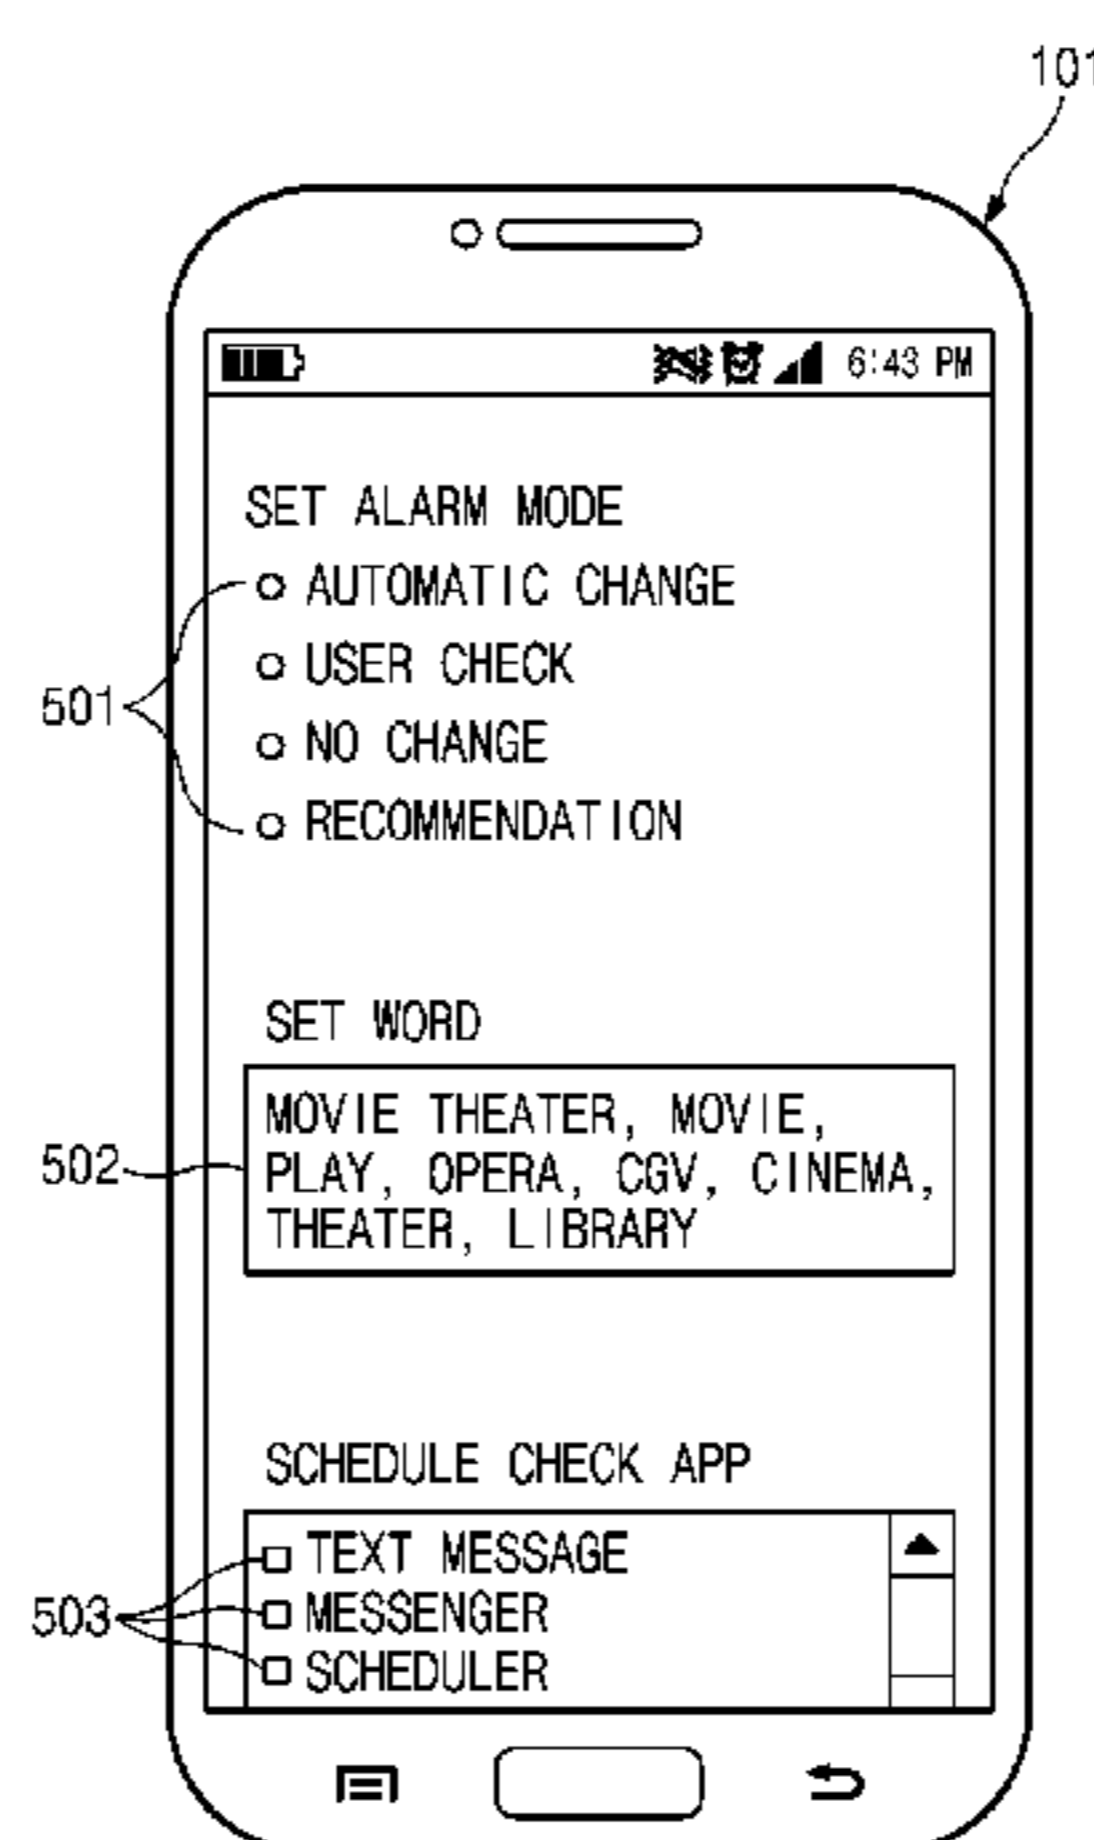 101
6:43 PM
SET ALARM MODE
AUTOMATIC CHANGE
USER CHECK
501
NO CHANGE
RECOMMENDATION
SET WORD
MOVIE THEATER, MOVIE,
502
PLAY, OPERA, CGV, CINEMA,
THEATER, LIBRARY
SCHEDULE CHECK APP
TEXT MESSAGE
503
MESSENGER
SCHEDULER